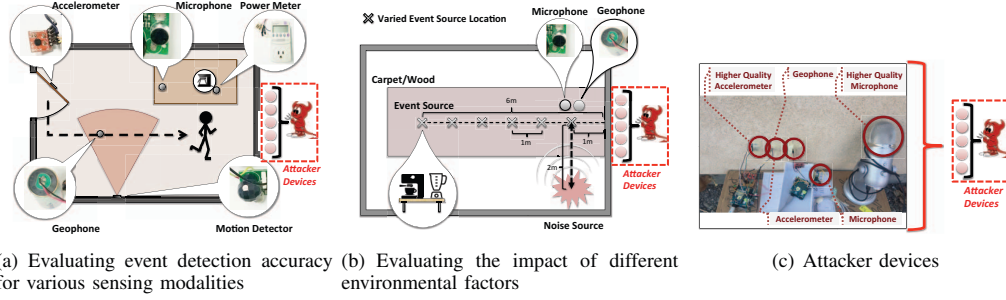 Accelerometer
Microphone
Power Meter
Attacker
Devices
Geophone
Motion Detector
(a) Evaluating event detection accuracy
for various sensing modalities
Varied Event Source Location
Microphone
Geophone
Carpet/Wood
Event Source
6m
1m
1m
2m
Attacker
Devices
Noise Source
(b) Evaluating the impact of different
environmental factors
Higher Quality
Accelerometer
Geophone
Higher Quality
Microphone
Accelerometer
Microphone
Attacker
Devices
(c) Attacker devices